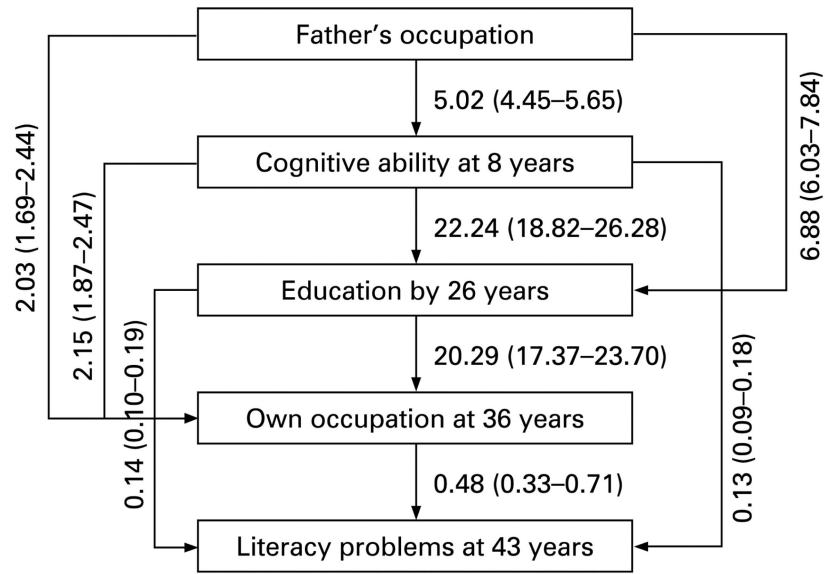 Father’s occupation
5.02 (4.45–5.65)
Cognitive ability at 8 years
22.24 (18.82–26.28)
Education by 26 years
20.29 (17.37–23.70)
Own occupation at 36 years
0.48 (0.33–0.71)
Literacy problems at 43 years
2.03 (1.69–2.44)
2.15 (1.87–2.47)
0.14 (0.10–0.19)
6.88 (6.03–7.84)
0.13 (0.09–0.18)